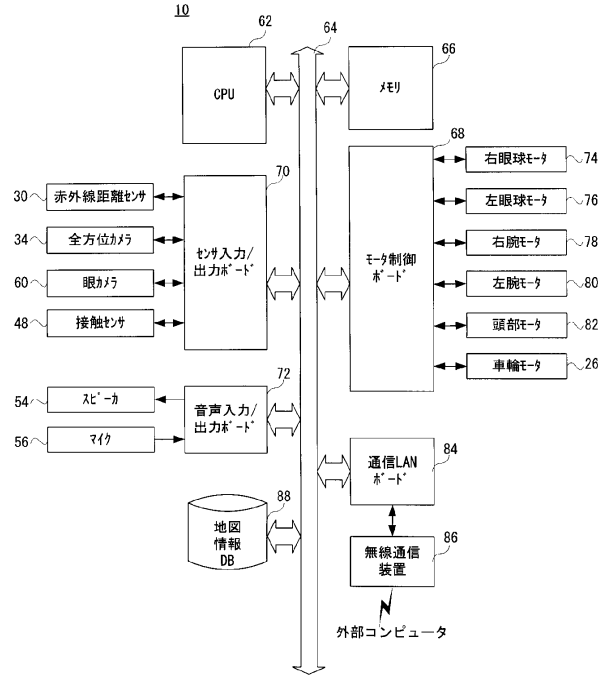 10
62
64
66
CPU
ﾒﾓﾘ
68
70
右眼球ﾓｰﾀ
74
左眼球ﾓｰﾀ
76
右腕ﾓｰﾀ
78
左腕ﾓｰﾀ
80
頭部ﾓｰﾀ
82
車輪ﾓｰﾀ
26
30
赤外線距離ｾﾝｻ
34
全方位ｶﾒﾗ
60
眼ｶﾒﾗ
48
接触ｾﾝｻ
ｾﾝｻ入力/
出力ﾎﾞｰﾄﾞ
ﾓｰﾀ制御
ﾎﾞｰﾄﾞ
72
54
ｽﾋﾟｰｶ
56
マイク
音声入力/
出力ﾎﾞｰﾄﾞ
84
通信LAN
ﾎﾞｰﾄﾞ
88
地図
情報
DB
86
無線通信
装置
外部コンピュータ